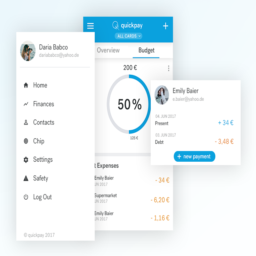 Daria Babco
dariababco@yahoo.de
Home
Finances
Contacts
Chip
Settings
Safety
Log Out
© quickpay 2017
quickpay
ALL CARDS
Overview
Budget
200 €
50 %
Expenses
Emily Baier
- 34 €
Supermarket
- 6,20 €
Emily Baier
- 1,16 €
Emily Baier
e.baier@yahoo.de
Present
+ 34 €
Debt
- 3,48 €
+ new payment